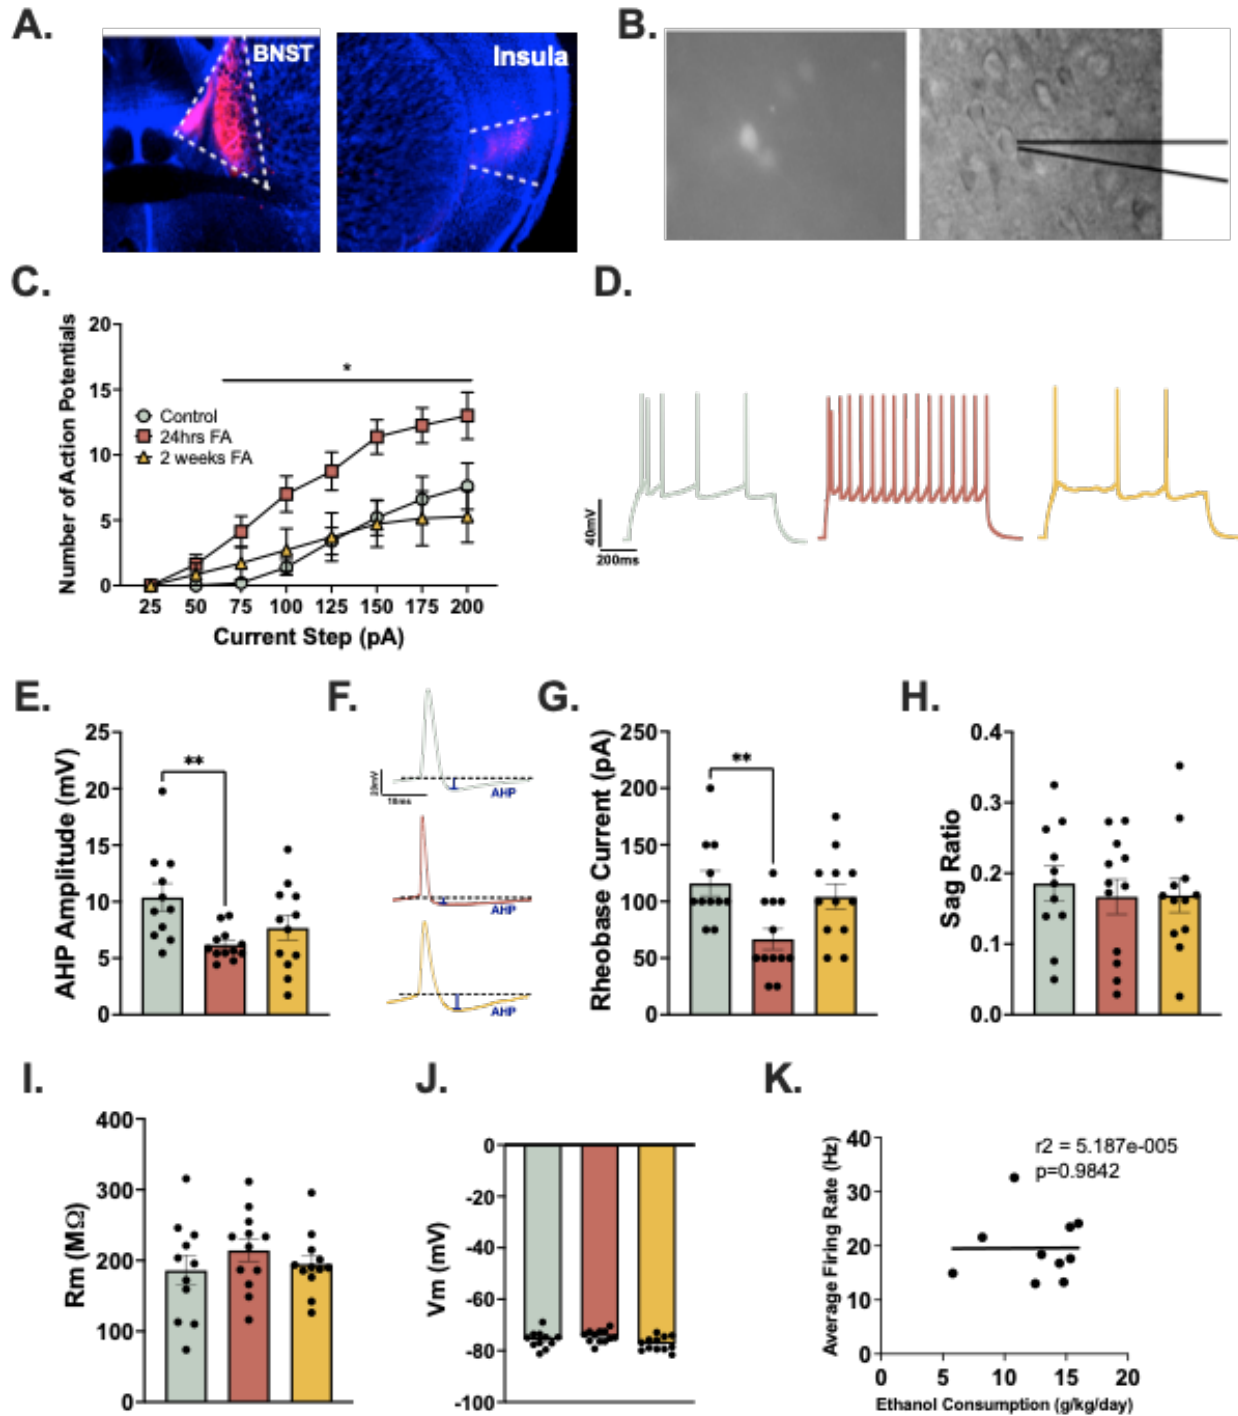 A.
BNST
Insula
B.
C.
Number of Action Potentials
20
15
10
5
0
*
Control
24hrs FA
2 weeks FA
25 50 75 100 125 150 175 200
Current Step (pA)
D.
40mV
200ms
E.
AHP Amplitude (mV)
25
20
15
10
5
0
**
F.
20mV
10ms
AHP
AHP
AHP
G.
Rheobase Current (pA)
250
200
150
100
50
0
**
H.
Sag Ratio
0.4
0.3
0.2
0.1
0.0
I.
Rm (MΩ)
400
300
200
100
0
J.
Vm (mV)
0
-20
-40
-60
-80
-100
K.
Average Firing Rate (Hz)
40
30
20
10
0
r2 = 5.187e-005
p=0.9842
0 5 10 15 20
Ethanol Consumption (g/kg/day)